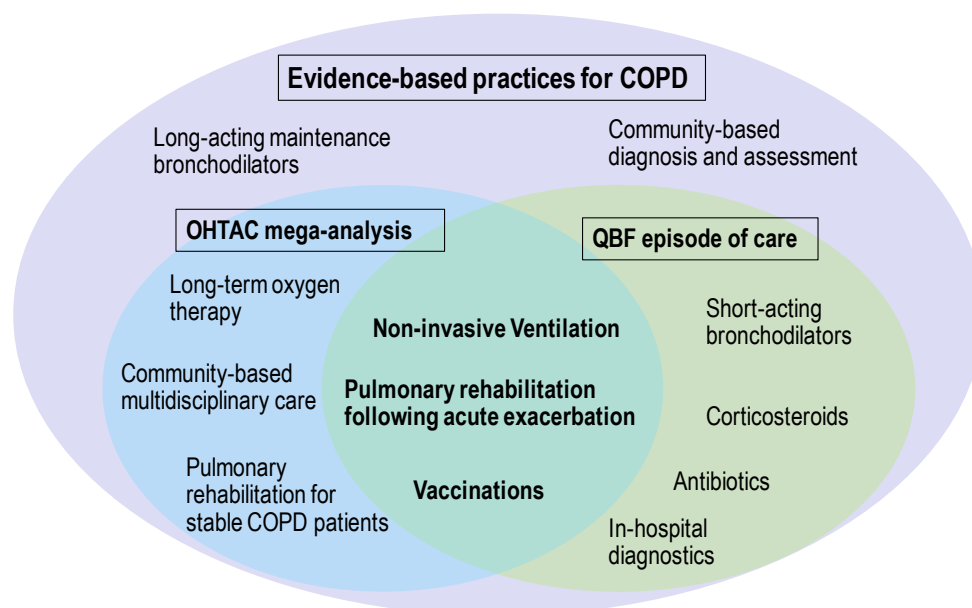 Evidence-based practices for COPD
Long-acting maintenance
bronchodilators
Community-based
diagnosis and assessment
OHTAC mega-analysis
QBF episode of care
Long-term oxygen
therapy
Community-based
multidisciplinary care
Pulmonary
rehabilitation for
stable COPD patients
Non-invasive Ventilation
Pulmonary rehabilitation
following acute exacerbation
Vaccinations
Short-acting
bronchodilators
Corticosteroids
Antibiotics
In-hospital
diagnostics